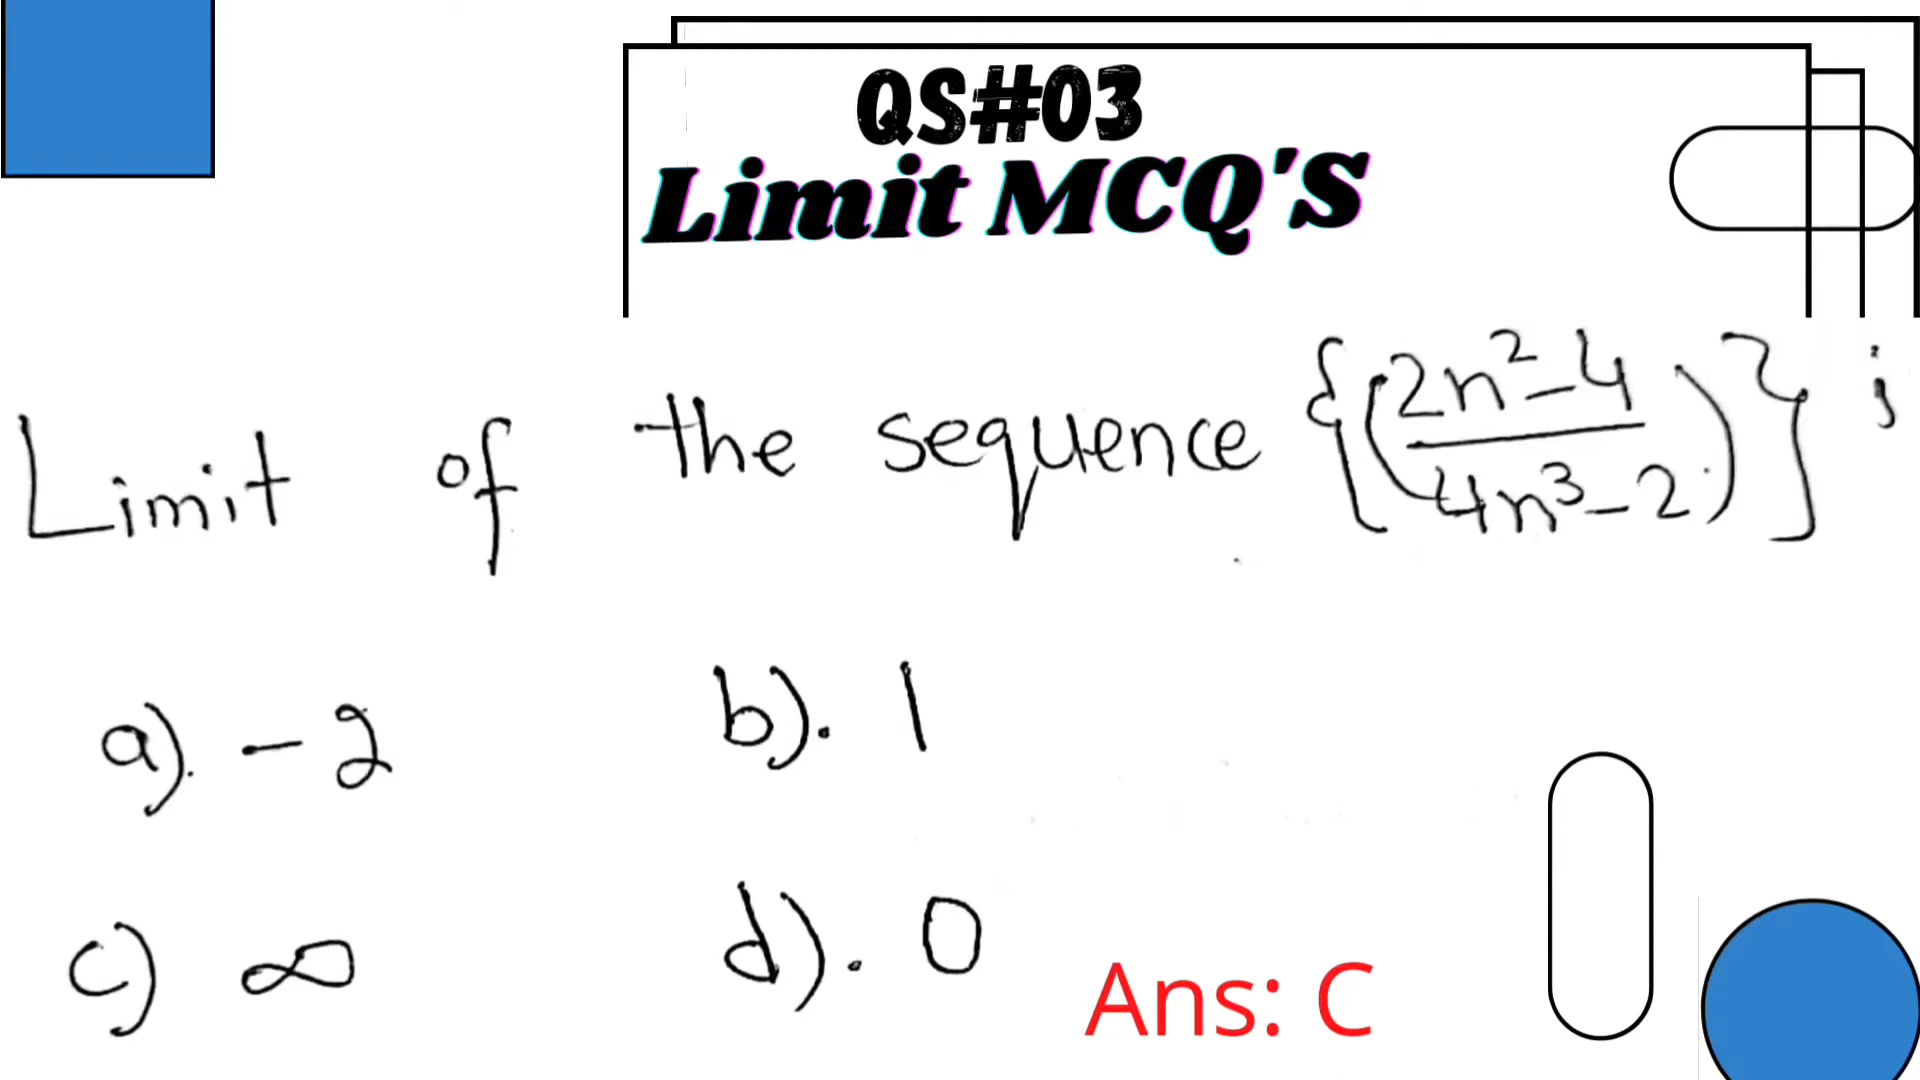 QS#03
Limit MCQ'S
Limit of the sequence {(2n²-4/4n³-2)} i
a). -2
b). 1
c) ∞
d). 0
Ans: C